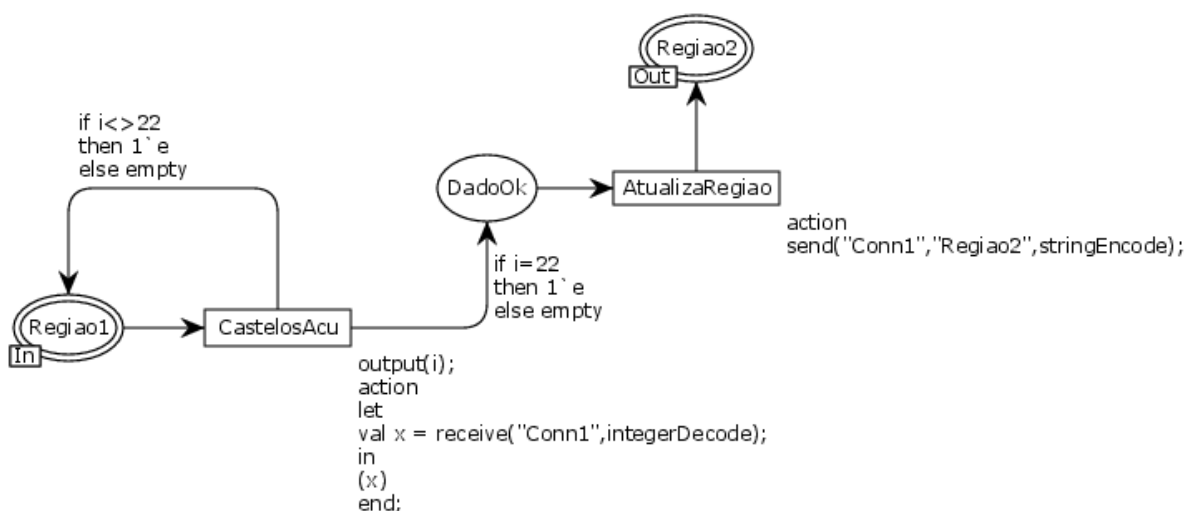 Regiao2
Out
if i<>22
then 1`e
else empty
DadoOk
AtualizaRegiao
action
send("Conn1","Regiao2",stringEncode);
if i=22
then 1`e
else empty
Regiao1
In
CastelosAcu
output(i);
action
let
val x = receive("Conn1",integerDecode);
in
(x)
end;